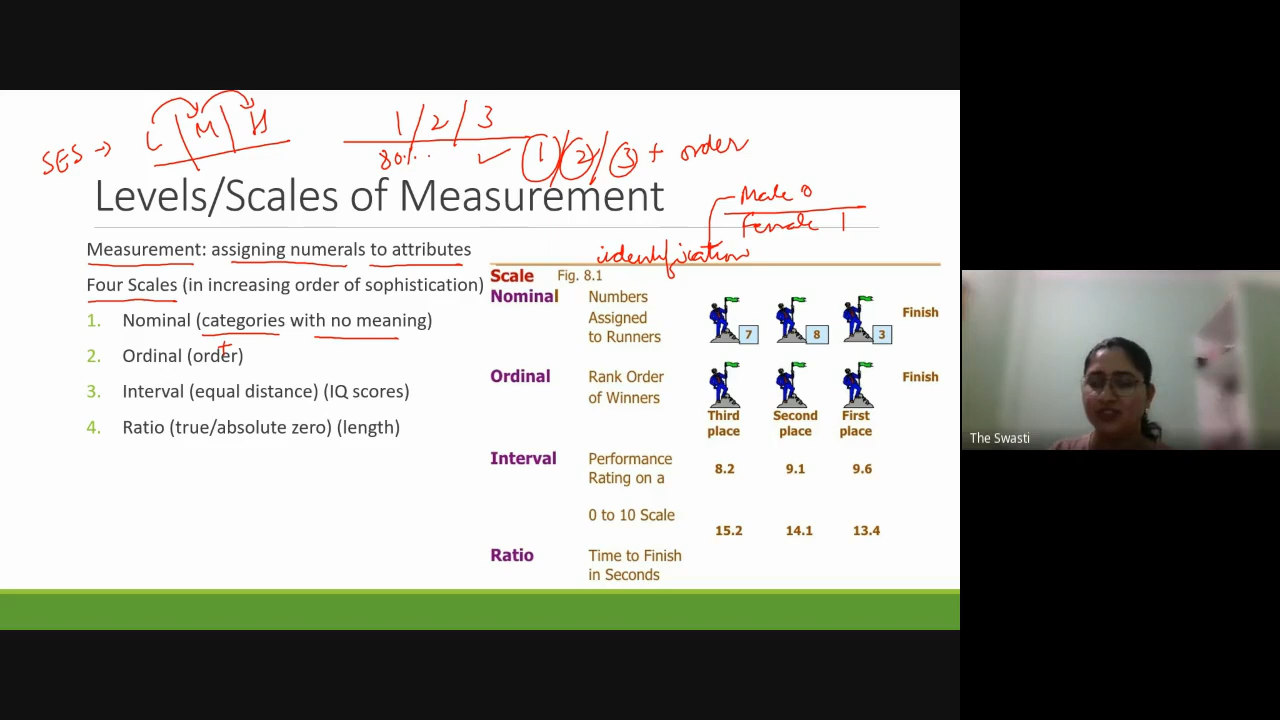 SES → L | M | H
1 / 2 / 3
80%. ✓ 1 / 2 / 3 + order
Levels/Scales of Measurement
Male 0
Female 1
identification
Measurement: assigning numerals to attributes
Four Scales (in increasing order of sophistication)
1. Nominal (categories with no meaning)
+
2. Ordinal (order)
3. Interval (equal distance) (IQ scores)
4. Ratio (true/absolute zero) (length)
Scale Fig. 8.1
Nominal Numbers
Assigned
to Runners
7 8 3
Finish
Ordinal Rank Order
of Winners
Finish
Third Second First
place place place
Interval Performance 8.2 9.1 9.6
Rating on a
0 to 10 Scale
15.2 14.1 13.4
Ratio Time to Finish
in Seconds
The Swasti